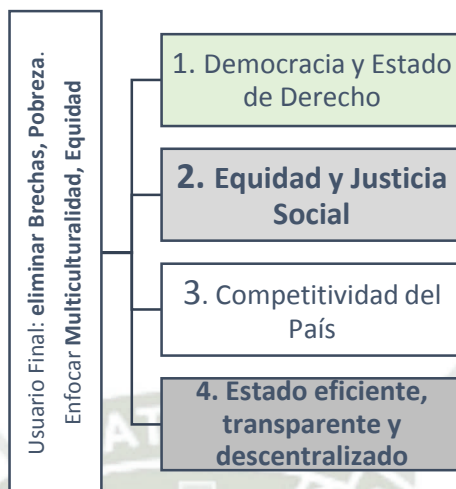 Usuario Final: eliminar Brechas, Pobreza.
Enfocar Multiculturalidad, Equidad
1. Democracia y Estado
de Derecho
2. Equidad y Justicia
Social
3. Competitividad del
País
4. Estado eficiente,
transparente y
descentralizado